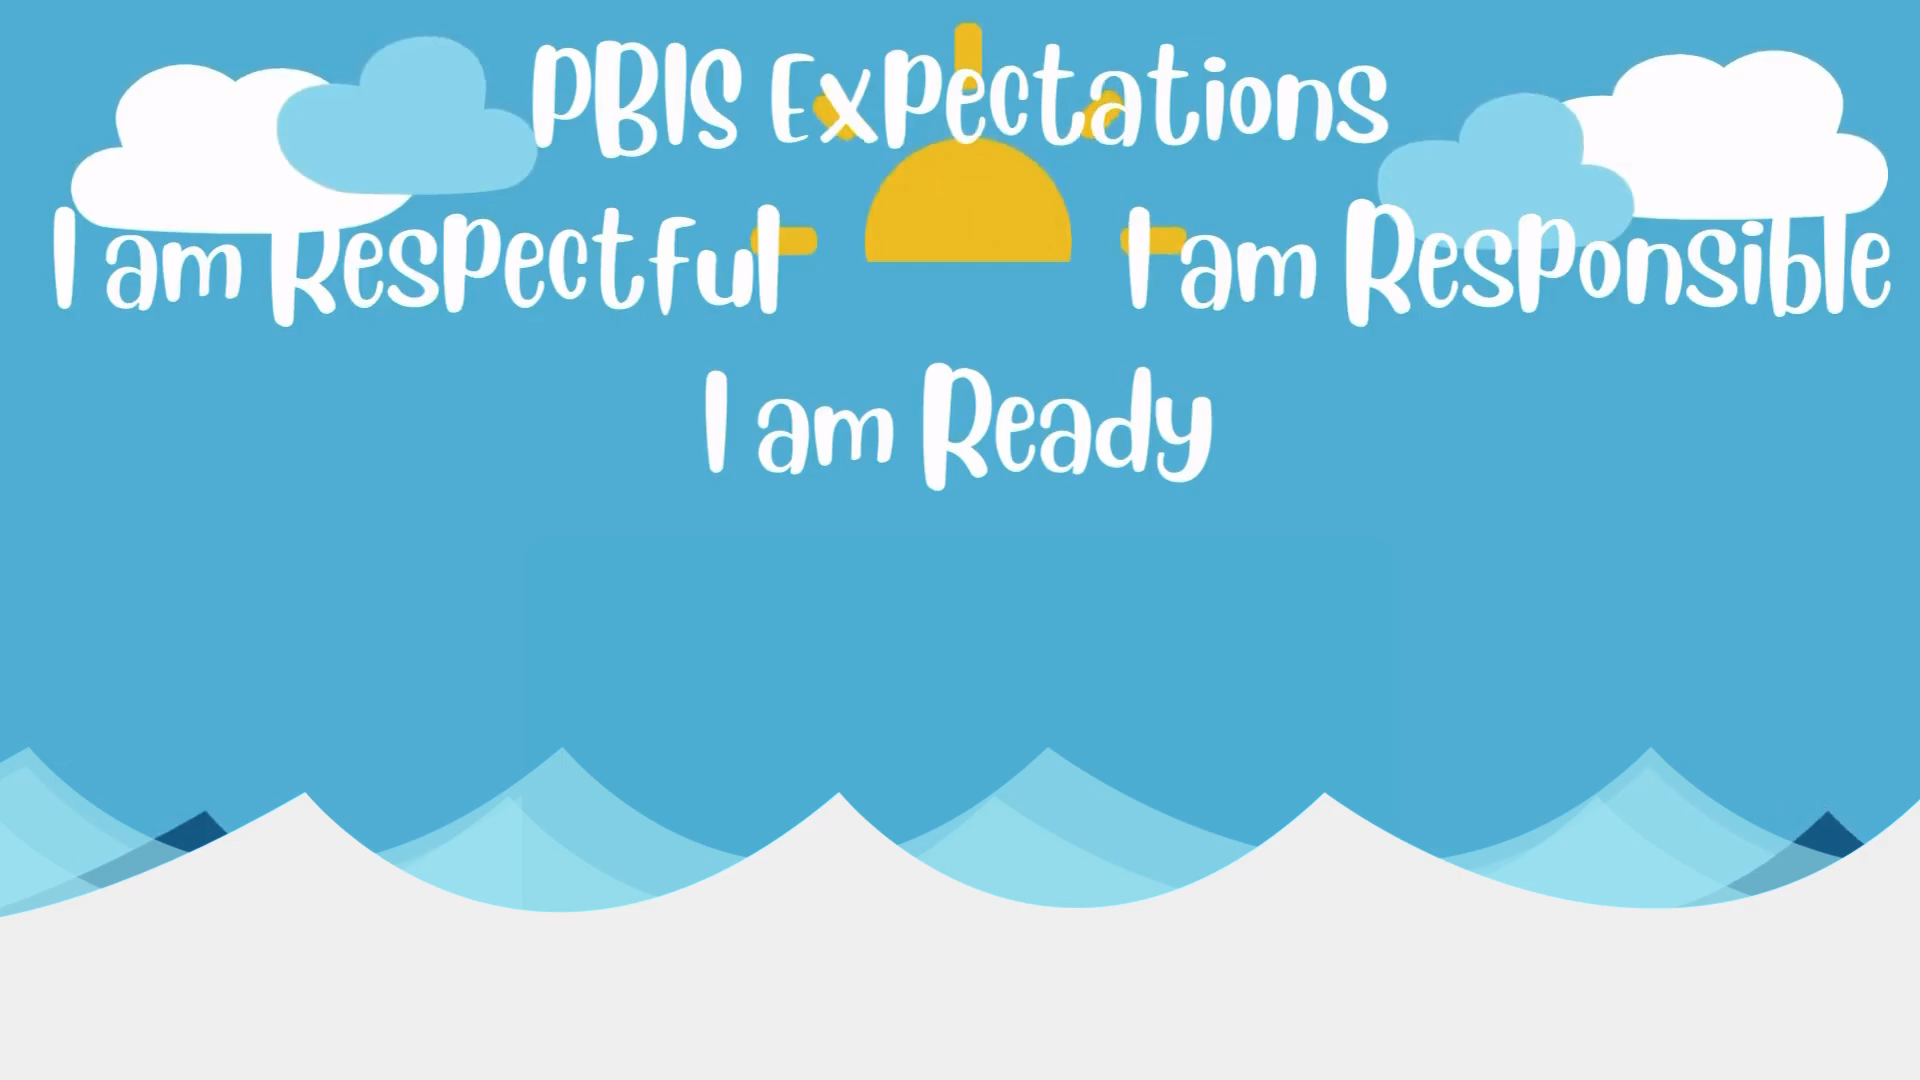 PBIS Expectations
I am Respectful
I am Responsible
I am Ready